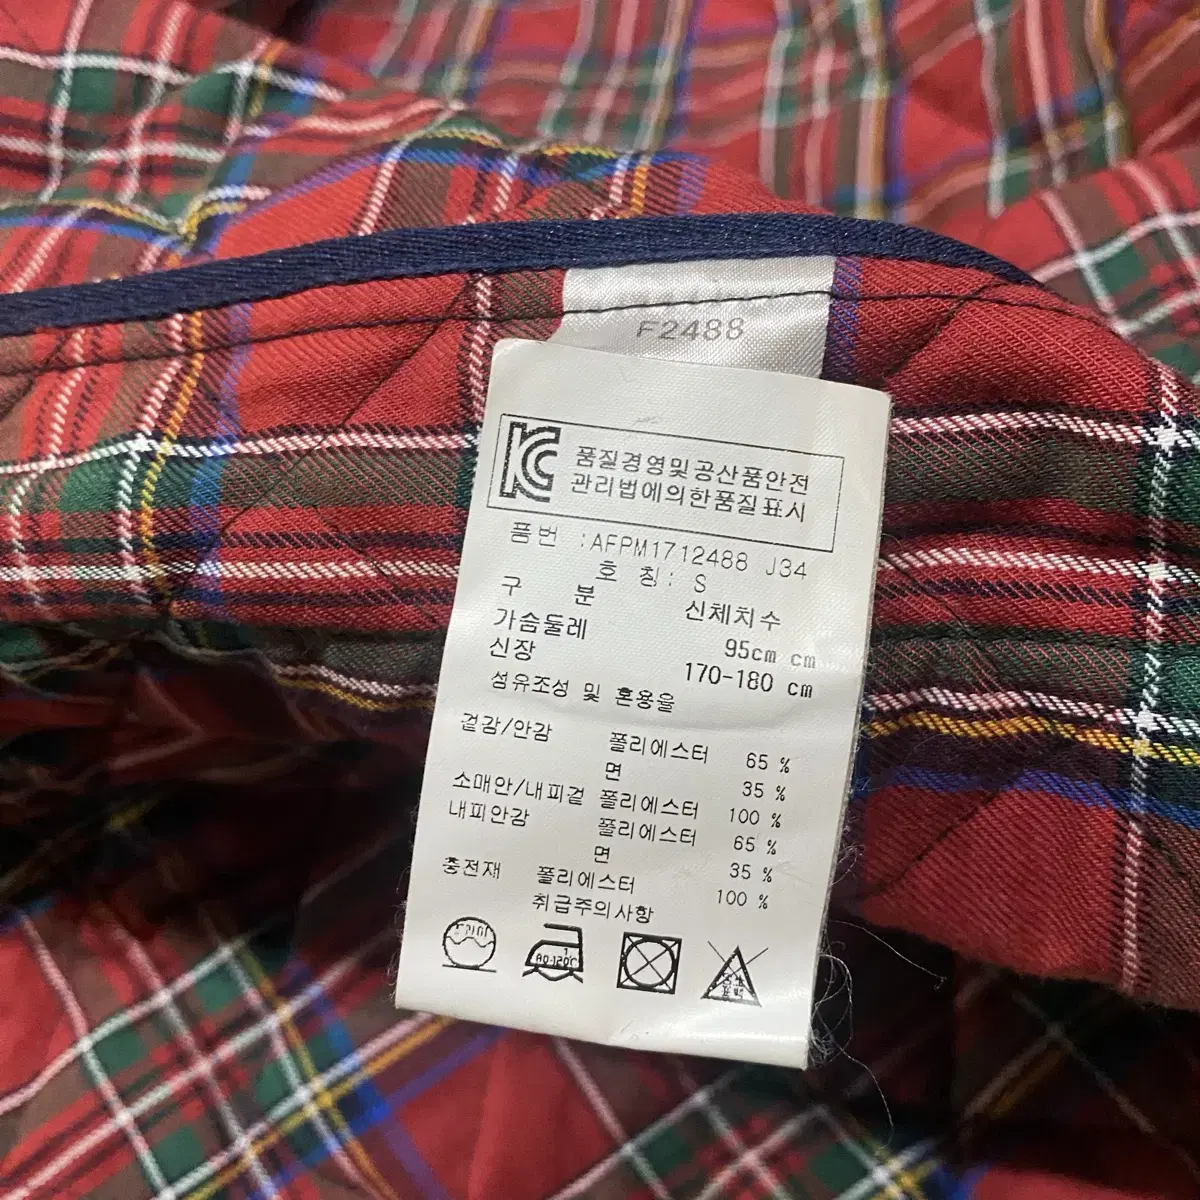 F2488
품질경영및공산품안전
관리법에의한품질표시
품번 :AFPM1712488 J34
호 칭: S
구 분 신체치수
가슴둘레 95cm cm
신장 170-180 cm
섬유조성 및 혼용율
겉감/안감 폴리에스터 65 %
면 35 %
소매안/내피겉 폴리에스터 100 %
내피안감 폴리에스터 65 %
면 35 %
충전재 폴리에스터 100 %
취급주의사항
드라이